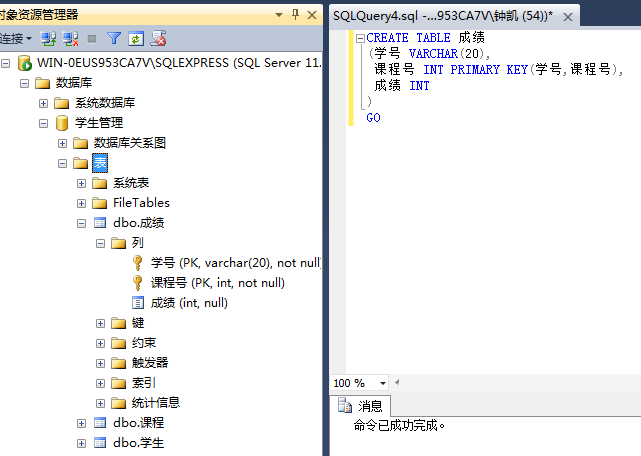 对象资源管理器
连接
WIN-0EUS953CA7V\SQLEXPRESS (SQL Server 11.
数据库
系统数据库
学生管理
数据库关系图
表
系统表
FileTables
dbo.成绩
列
学号 (PK, varchar(20), not null)
课程号 (PK, int, not null)
成绩 (int, null)
键
约束
触发器
索引
统计信息
dbo.课程
dbo.学生
SQLQuery4.sql -...953CA7V\钟凯 (54))*
CREATE TABLE 成绩
(学号 VARCHAR(20),
课程号 INT PRIMARY KEY(学号,课程号),
成绩 INT
)
GO
100 %
消息
命令已成功完成。